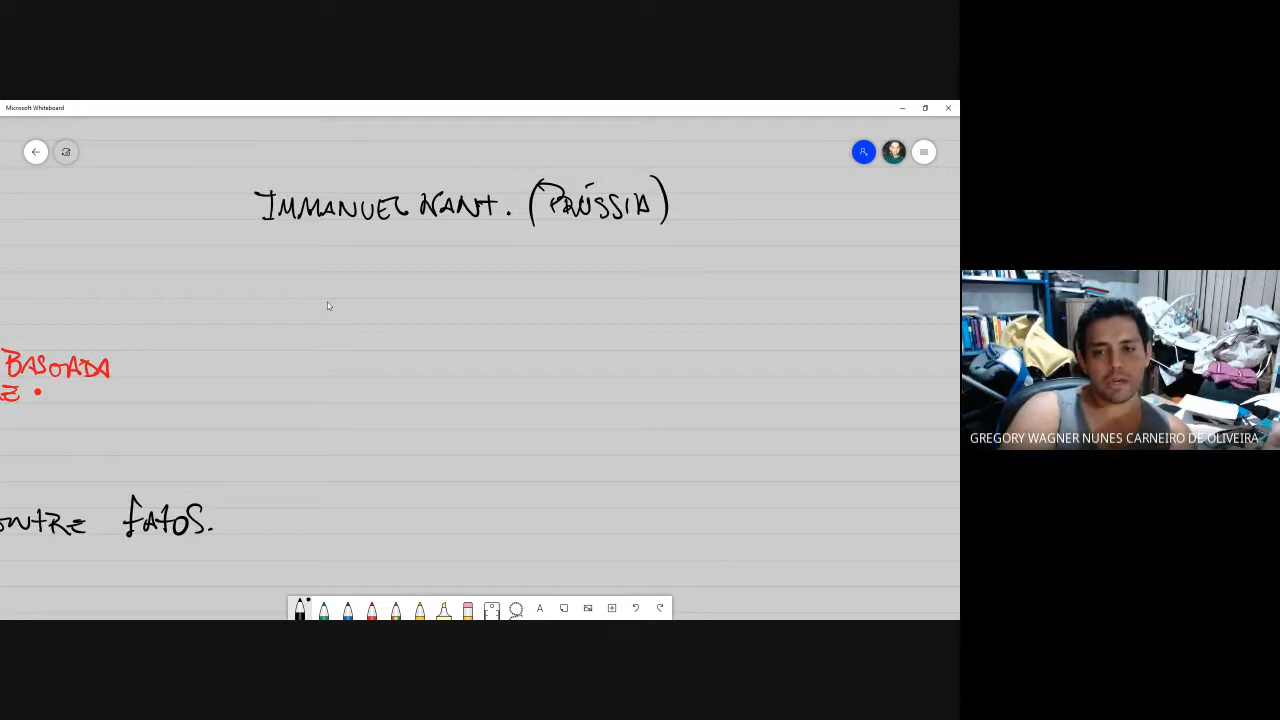 Microsoft Whiteboard
IMMANUEL KANT. (PRÚSSIA)
BASEADA
E.
ONTRE FATOS.
GREGORY WAGNER NUNES CARNEIRO DE OLIVEIRA
A